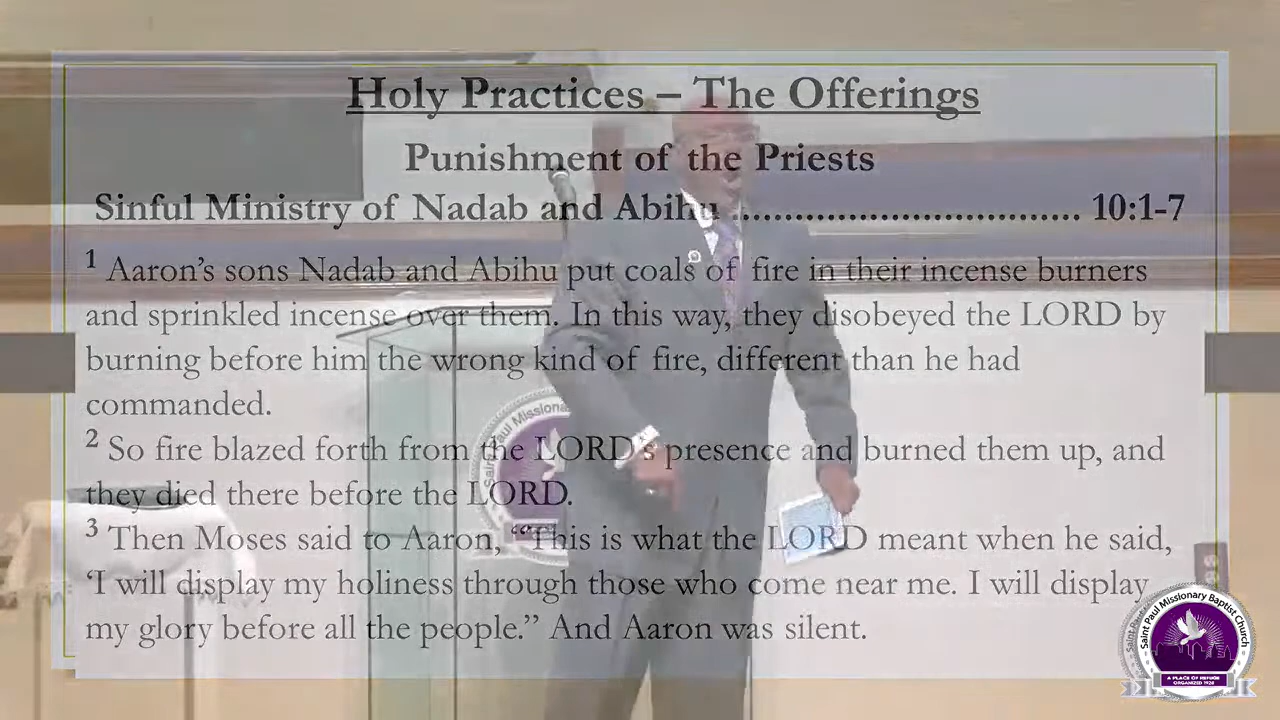 Holy Practices – The Offerings
Punishment of the Priests
Sinful Ministry of Nadab and Abihu ................................ 10:1-7
1 Aaron’s sons Nadab and Abihu put coals of fire in their incense burners
and sprinkled incense over them. In this way, they disobeyed the LORD by
burning before him the wrong kind of fire, different than he had
commanded.
2 So fire blazed forth from the LORD’s presence and burned them up, and
they died there before the LORD.
3 Then Moses said to Aaron, “This is what the LORD meant when he said,
‘I will display my holiness through those who come near me. I will display
my glory before all the people.” And Aaron was silent.
Saint Paul Missiona
Saint Paul Missionary Baptist Church
A PLACE OF REFUGE
ORGANIZED 1928